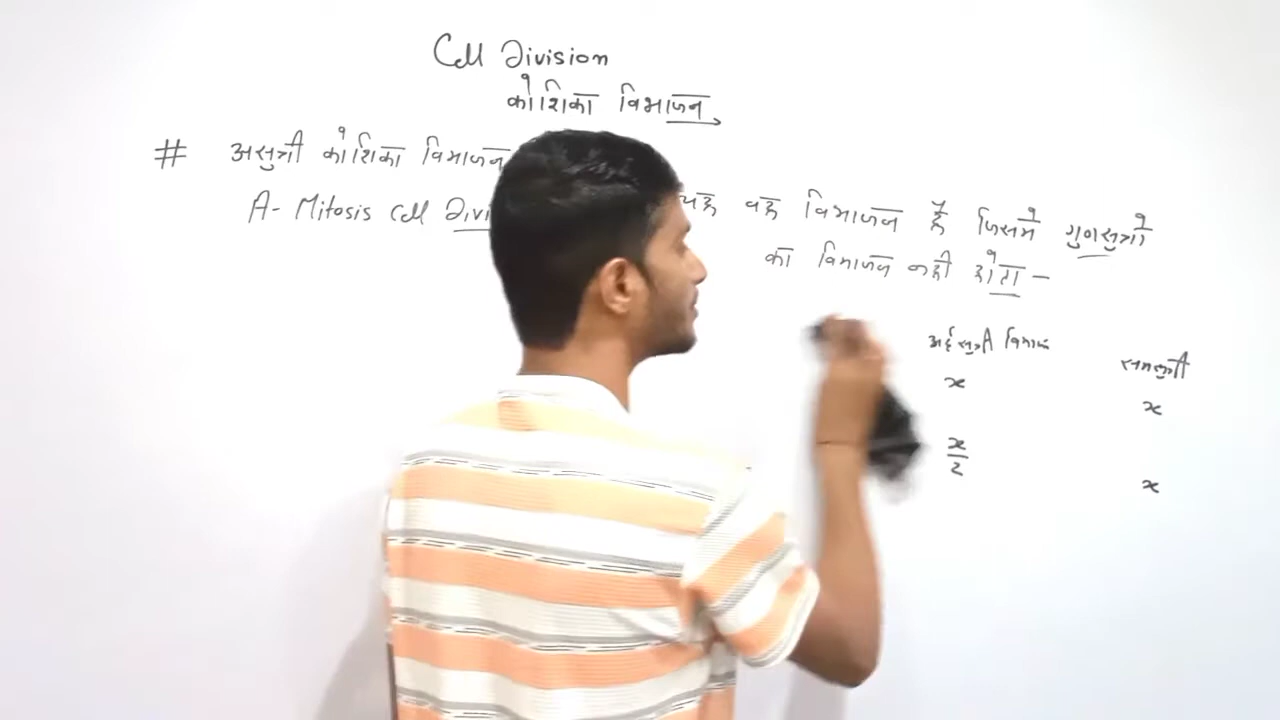 Cell Division
कोशिका विभाजन
# असुत्री कोशिका विभाजन
A- Mitosis Cell Divi
यह वह विभाजन है जिसमे गुणसुत्रो
का विभाजन नही होता -
अर्द्धसुत्री विभाजन
समसुत्री
x
x
x/2
x